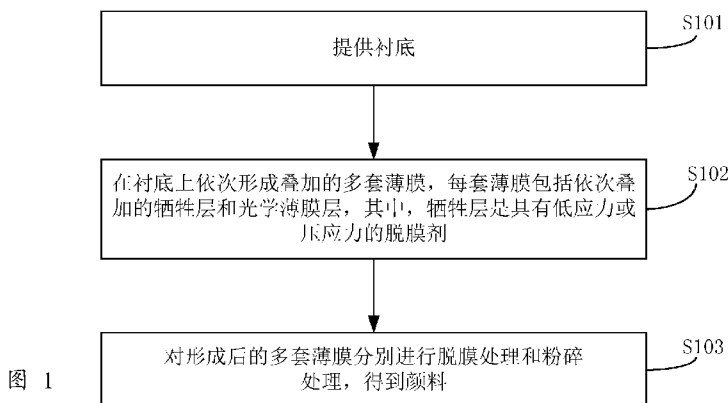 S101
提供衬底
S102
在衬底上依次形成叠加的多套薄膜，每套薄膜包括依次叠
加的牺牲层和光学薄膜层，其中，牺牲层是具有低应力或
压应力的脱膜剂
S103
对形成后的多套薄膜分别进行脱膜处理和粉碎
处理，得到颜料
图 1